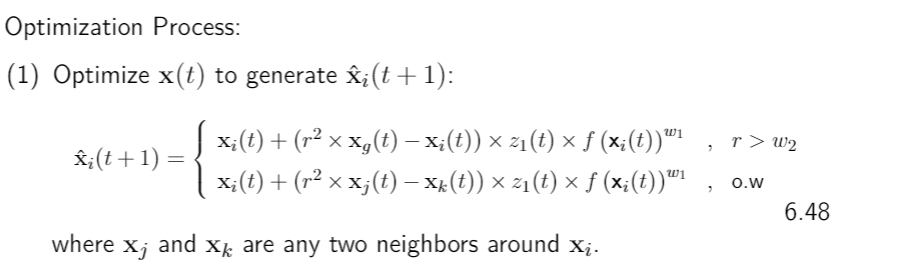 Optimization Process:
(1) Optimize x(t) to generate x̂ᵢ(t + 1):
x̂ᵢ(t + 1) = { xᵢ(t) + (r² × x_g(t) − xᵢ(t)) × z₁(t) × f (xᵢ(t))^{w₁} , r > w₂
xᵢ(t) + (r² × xⱼ(t) − xₖ(t)) × z₁(t) × f (xᵢ(t))^{w₁} , o.w
6.48
where xⱼ and xₖ are any two neighbors around xᵢ.